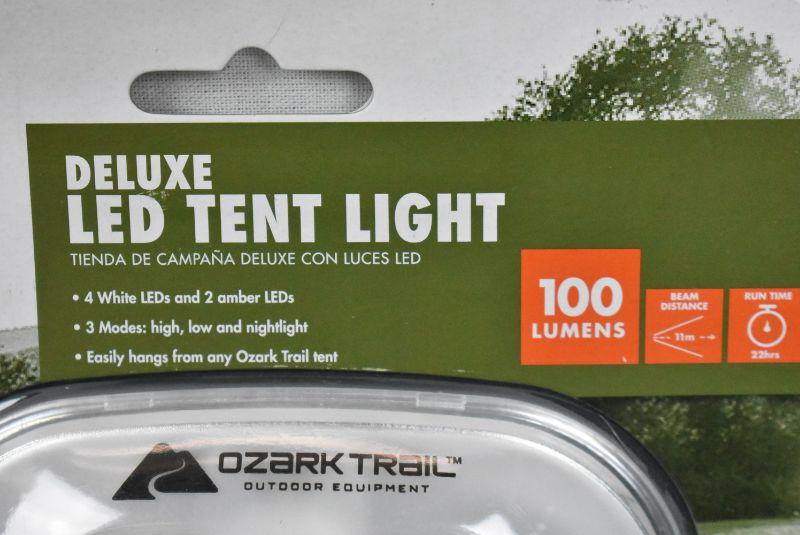 DELUXE
LED TENT LIGHT
TIENDA DE CAMPAÑA DELUXE CON LUCES LED
• 4 White LEDs and 2 amber LEDs
• 3 Modes: high, low and nightlight
• Easily hangs from any Ozark Trail tent
100
LUMENS
BEAM
DISTANCE
11m
RUN TIME
22hrs
OZARK TRAIL™
OUTDOOR EQUIPMENT